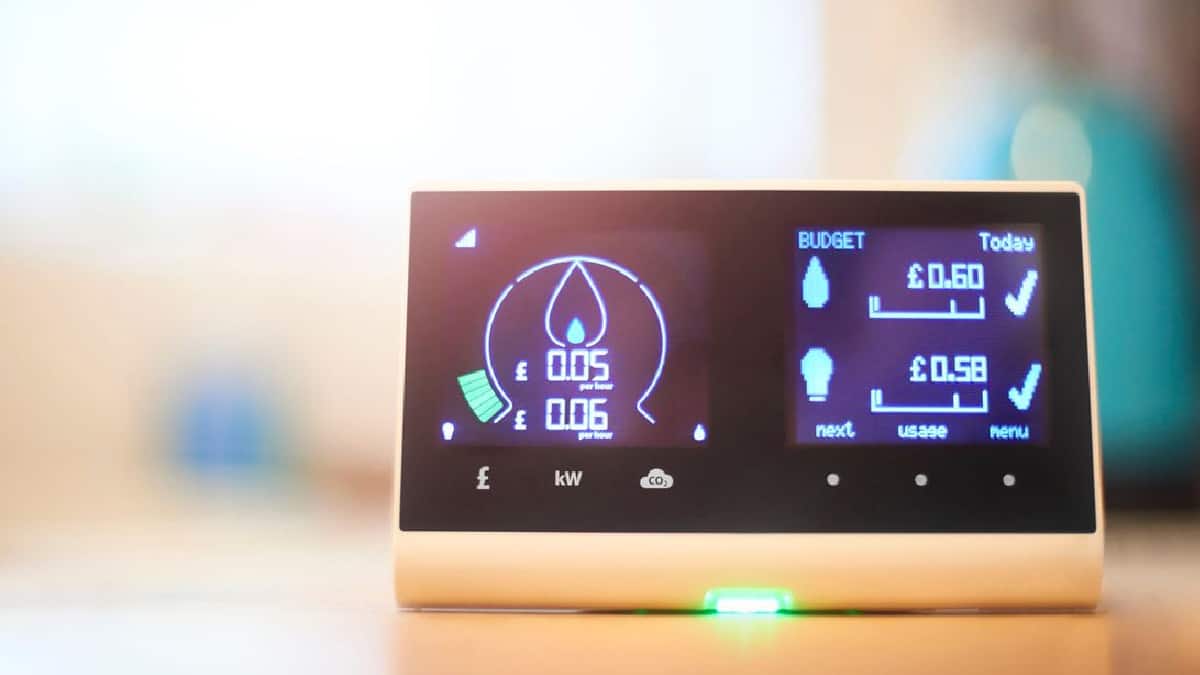 £ 0.05
per hour
£ 0.06
per hour
£ kW CO₂
BUDGET Today
£0.60
£0.58
next usage menu